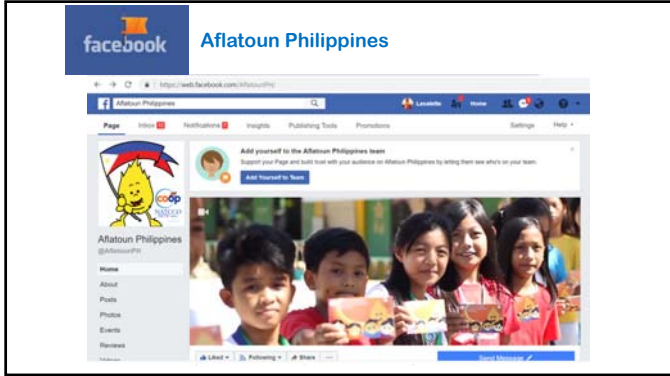 facebook
Aflatoun Philippines
https://web.facebook.com/AflatounPH/
Aflatoun Philippines
Home
Page
Inbox
Notifications
Insights
Publishing Tools
Promotions
Settings
Help
Add yourself to the Aflatoun Philippines team
Support your Page and build trust with your audience on Aflatoun Philippines by letting them see who's on your team.
Add Yourself to Team
coop
NATCCO
Aflatoun Philippines
@AflatounPH
Home
About
Posts
Photos
Events
Reviews
Videos
Liked
Following
Share
Send Message